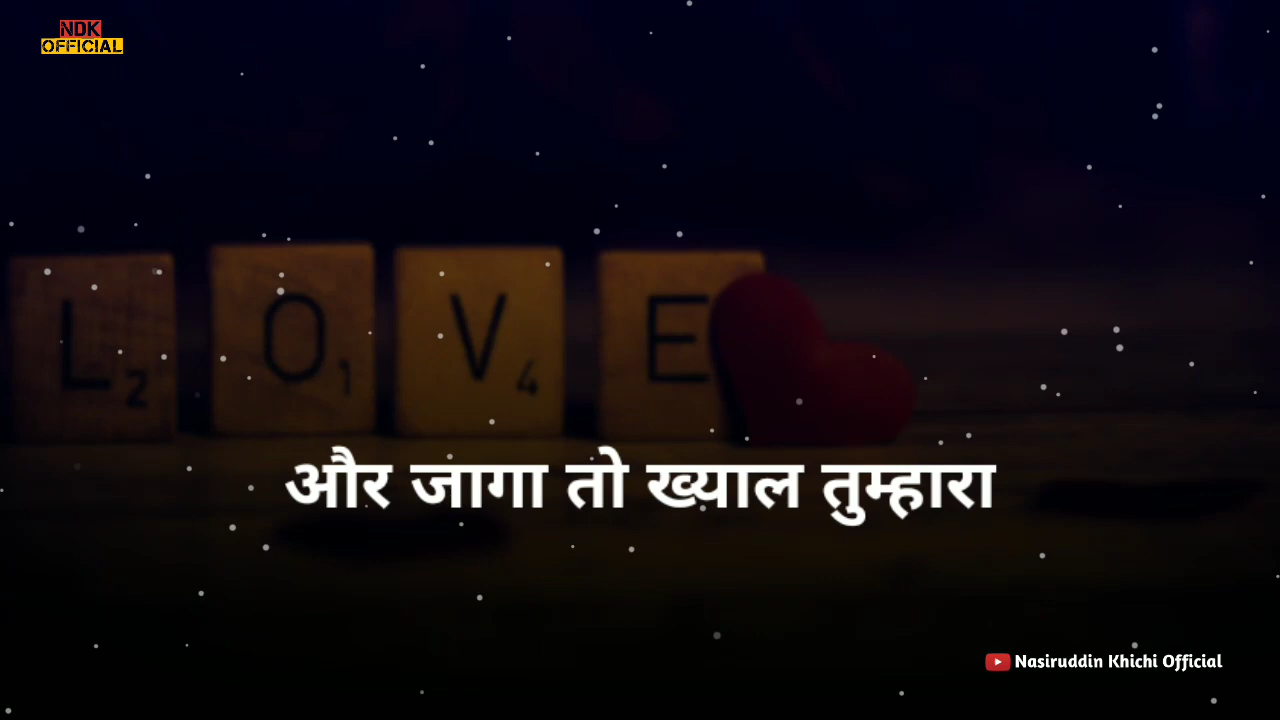 NDK
OFFICIAL
L2 O1 V4 E
और जागा तो ख्याल तुम्हारा
Nasiruddin Khichi Official